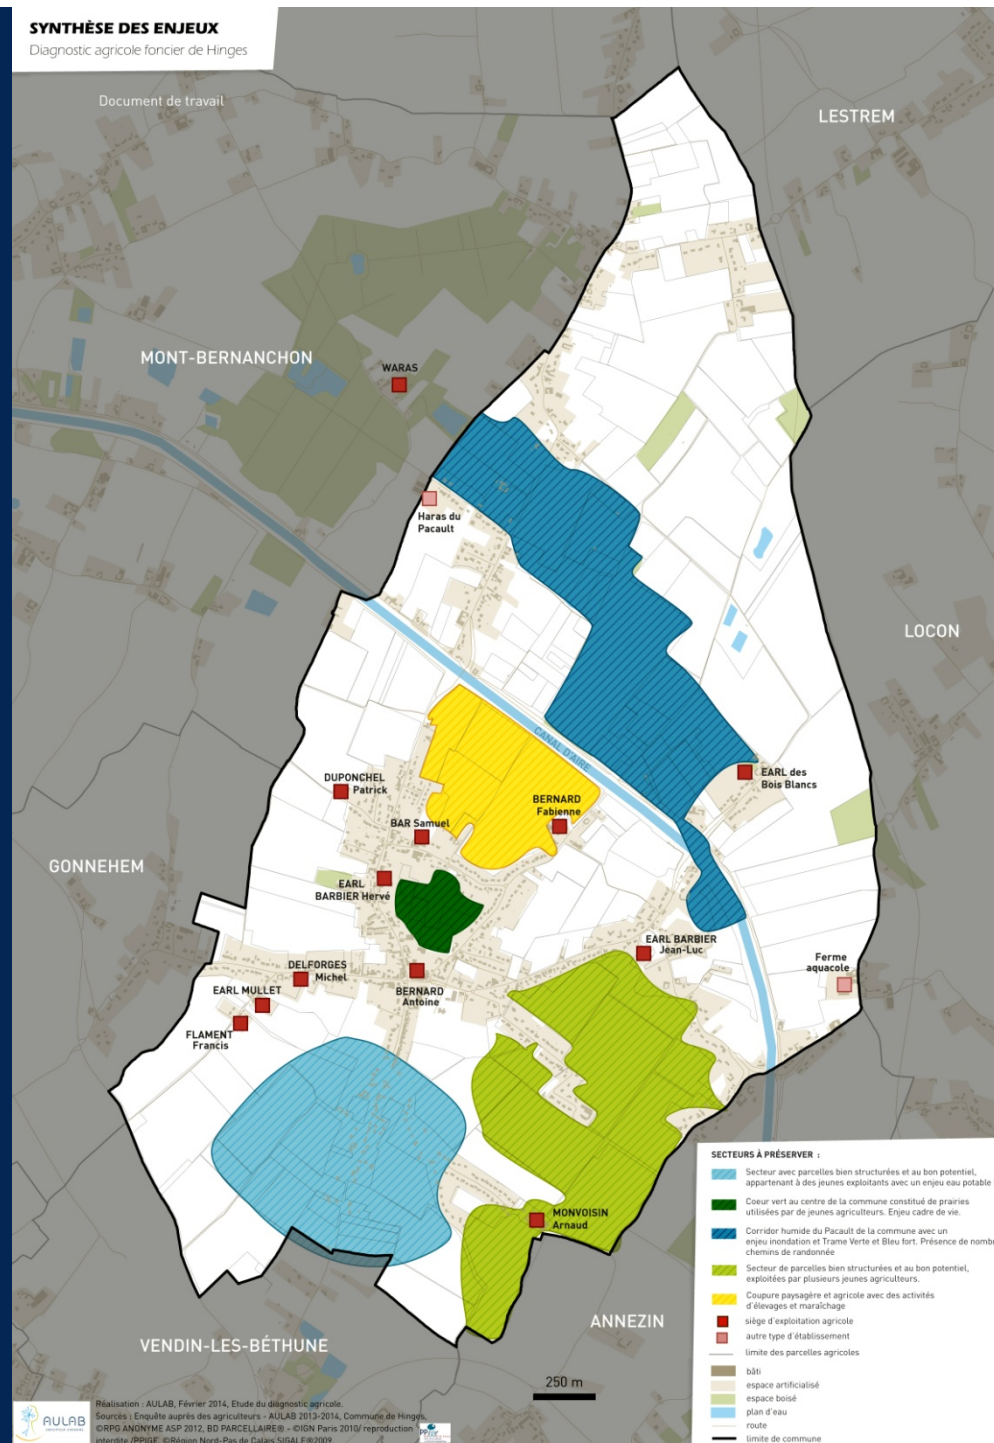 SYNTHÈSE DES ENJEUX
Diagnostic agricole foncier de Hinges
Document de travail
LESTREM
MONT-BERNANCHON
WARAS
Haras du
Pacault
LOCON
CANAL D'AIRE
EARL des
Bois Blancs
DUPONCHEL
Patrick
BERNARD
Fabienne
BAR Samuel
GONNEHEM
EARL
BARBIER Hervé
EARL BARBIER
Jean-Luc
Ferme
aquacole
DELFORGES
Michel
EARL MULLET
BERNARD
Antoine
FLAMENT
Francis
MONVOISIN
Arnaud
ANNEZIN
VENDIN-LES-BÉTHUNE
250 m
SECTEURS À PRÉSERVER :
Secteur avec parcelles bien structurées et au bon potentiel,
appartenant à des jeunes exploitants avec un enjeu eau potable
Coeur vert au centre de la commune constitué de prairies
utilisées par de jeunes agriculteurs. Enjeu cadre de vie.
Corridor humide du Pacault de la commune avec un
enjeu inondation et Trame Verte et Bleu fort. Présence de nombr
chemins de randonnée
Secteur de parcelles bien structurées et au bon potentiel,
exploitées par plusieurs jeunes agriculteurs.
Coupure paysagère et agricole avec des activités
d'élevages et maraîchage
siège d'exploitation agricole
autre type d'établissement
limite des parcelles agricoles
bâti
espace artificialisé
espace boisé
plan d'eau
route
limite de commune
AULAB
Réalisation : AULAB, Février 2014, Etude du diagnostic agricole.
Sources : Enquête auprès des agriculteurs - AULAB 2013-2014, Commune de Hinges,
©RPG ANONYME ASP 2012, BD PARCELLAIRE® - ©IGN Paris 2010/ reproduction
interdite /PPIGE, ©Région Nord-Pas de Calais SIGALE®2009